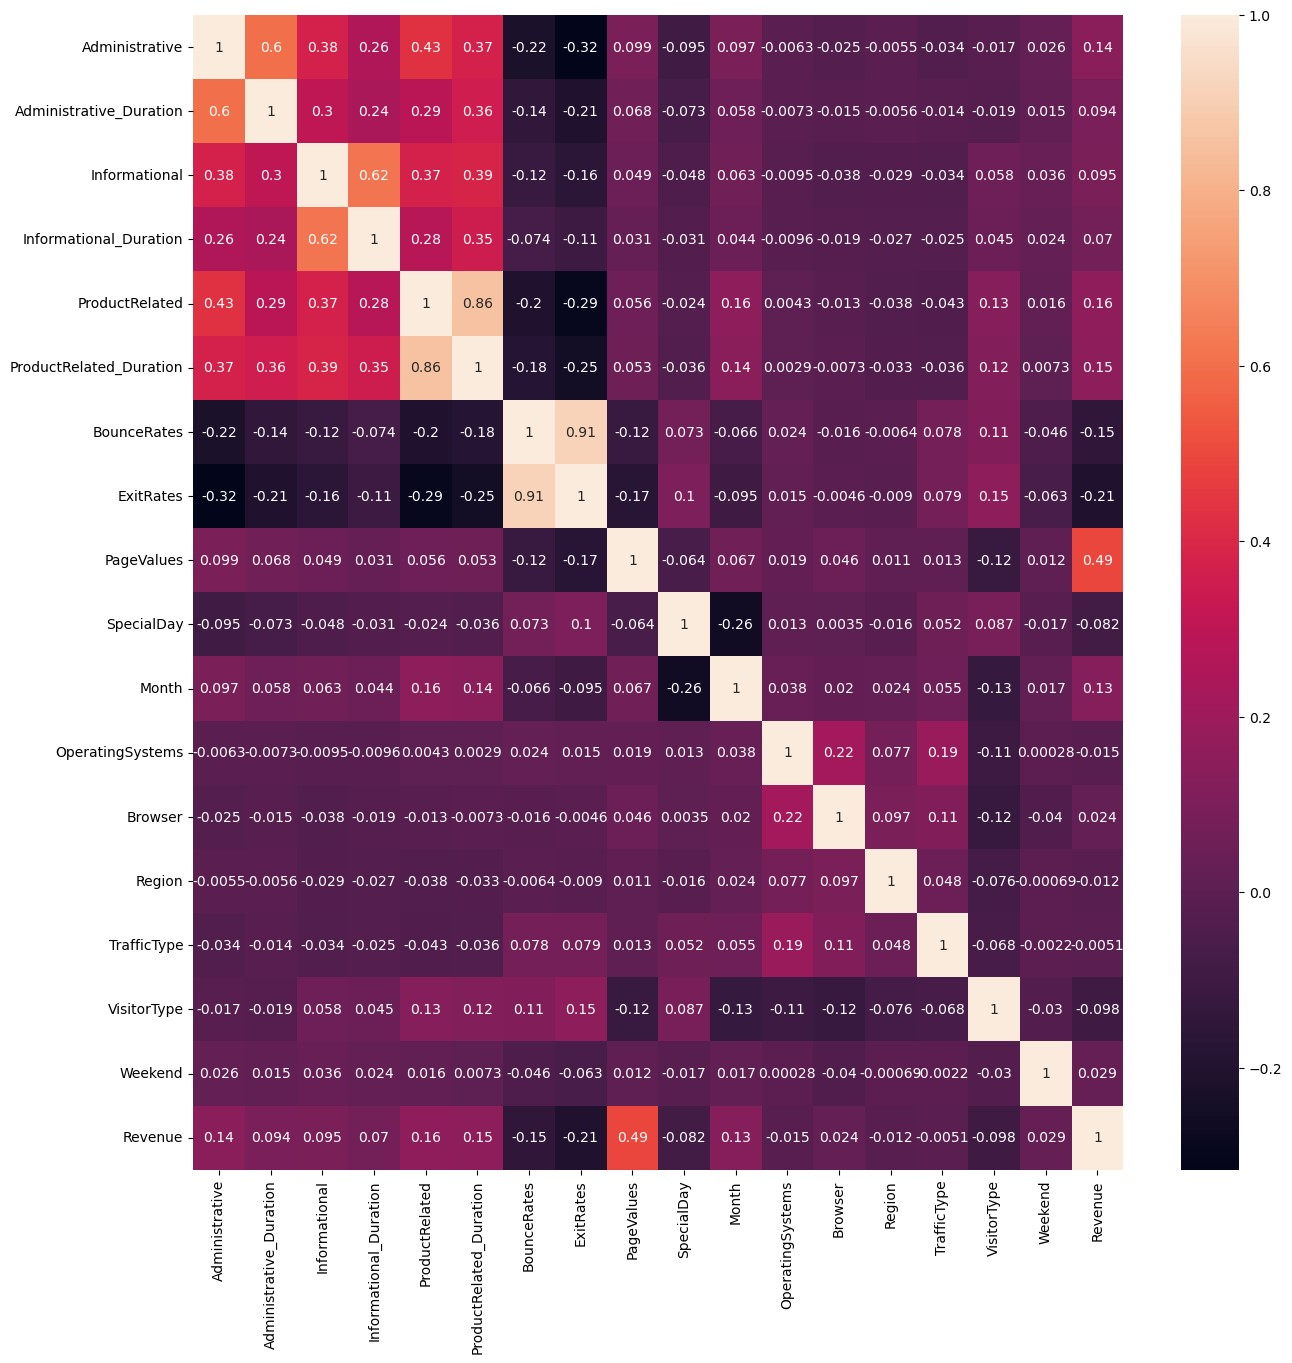 Administrative 1 0.6 0.38 0.26 0.43 0.37 -0.22 -0.32 0.099 -0.095 0.097 -0.0063 -0.025 -0.0055 -0.034 -0.017 0.026 0.14
Administrative_Duration 0.6 1 0.3 0.24 0.29 0.36 -0.14 -0.21 0.068 -0.073 0.058 -0.0073 -0.015 -0.0056 -0.014 -0.019 0.015 0.094
Informational 0.38 0.3 1 0.62 0.37 0.39 -0.12 -0.16 0.049 -0.048 0.063 -0.0095 -0.038 -0.029 -0.034 0.058 0.036 0.095
Informational_Duration 0.26 0.24 0.62 1 0.28 0.35 -0.074 -0.11 0.031 -0.031 0.044 -0.0096 -0.019 -0.027 -0.025 0.045 0.024 0.07
ProductRelated 0.43 0.29 0.37 0.28 1 0.86 -0.2 -0.29 0.056 -0.024 0.16 0.0043 -0.013 -0.038 -0.043 0.13 0.016 0.16
ProductRelated_Duration 0.37 0.36 0.39 0.35 0.86 1 -0.18 -0.25 0.053 -0.036 0.14 0.0029 -0.0073 -0.033 -0.036 0.12 0.0073 0.15
BounceRates -0.22 -0.14 -0.12 -0.074 -0.2 -0.18 1 0.91 -0.12 0.073 -0.066 0.024 -0.016 -0.0064 0.078 0.11 -0.046 -0.15
ExitRates -0.32 -0.21 -0.16 -0.11 -0.29 -0.25 0.91 1 -0.17 0.1 -0.095 0.015 -0.0046 -0.009 0.079 0.15 -0.063 -0.21
PageValues 0.099 0.068 0.049 0.031 0.056 0.053 -0.12 -0.17 1 -0.064 0.067 0.019 0.046 0.011 0.013 -0.12 0.012 0.49
SpecialDay -0.095 -0.073 -0.048 -0.031 -0.024 -0.036 0.073 0.1 -0.064 1 -0.26 0.013 0.0035 -0.016 0.052 0.087 -0.017 -0.082
Month 0.097 0.058 0.063 0.044 0.16 0.14 -0.066 -0.095 0.067 -0.26 1 0.038 0.02 0.024 0.055 -0.13 0.017 0.13
OperatingSystems -0.0063 -0.0073 -0.0095 -0.0096 0.0043 0.0029 0.024 0.015 0.019 0.013 0.038 1 0.22 0.077 0.19 -0.11 0.00028 -0.015
Browser -0.025 -0.015 -0.038 -0.019 -0.013 -0.0073 -0.016 -0.0046 0.046 0.0035 0.02 0.22 1 0.097 0.11 -0.12 -0.04 0.024
Region -0.0055 -0.0056 -0.029 -0.027 -0.038 -0.033 -0.0064 -0.009 0.011 -0.016 0.024 0.077 0.097 1 0.048 -0.076 -0.00069 -0.012
TrafficType -0.034 -0.014 -0.034 -0.025 -0.043 -0.036 0.078 0.079 0.013 0.052 0.055 0.19 0.11 0.048 1 -0.068 -0.0022 -0.0051
VisitorType -0.017 -0.019 0.058 0.045 0.13 0.12 0.11 0.15 -0.12 0.087 -0.13 -0.11 -0.12 -0.076 -0.068 1 -0.03 -0.098
Weekend 0.026 0.015 0.036 0.024 0.016 0.0073 -0.046 -0.063 0.012 -0.017 0.017 0.00028 -0.04 -0.00069 -0.0022 -0.03 1 0.029
Revenue 0.14 0.094 0.095 0.07 0.16 0.15 -0.15 -0.21 0.49 -0.082 0.13 -0.015 0.024 -0.012 -0.0051 -0.098 0.029 1
Administrative
Administrative_Duration
Informational
Informational_Duration
ProductRelated
ProductRelated_Duration
BounceRates
ExitRates
PageValues
SpecialDay
Month
OperatingSystems
Browser
Region
TrafficType
VisitorType
Weekend
Revenue
1.0
0.8
0.6
0.4
0.2
0.0
−0.2